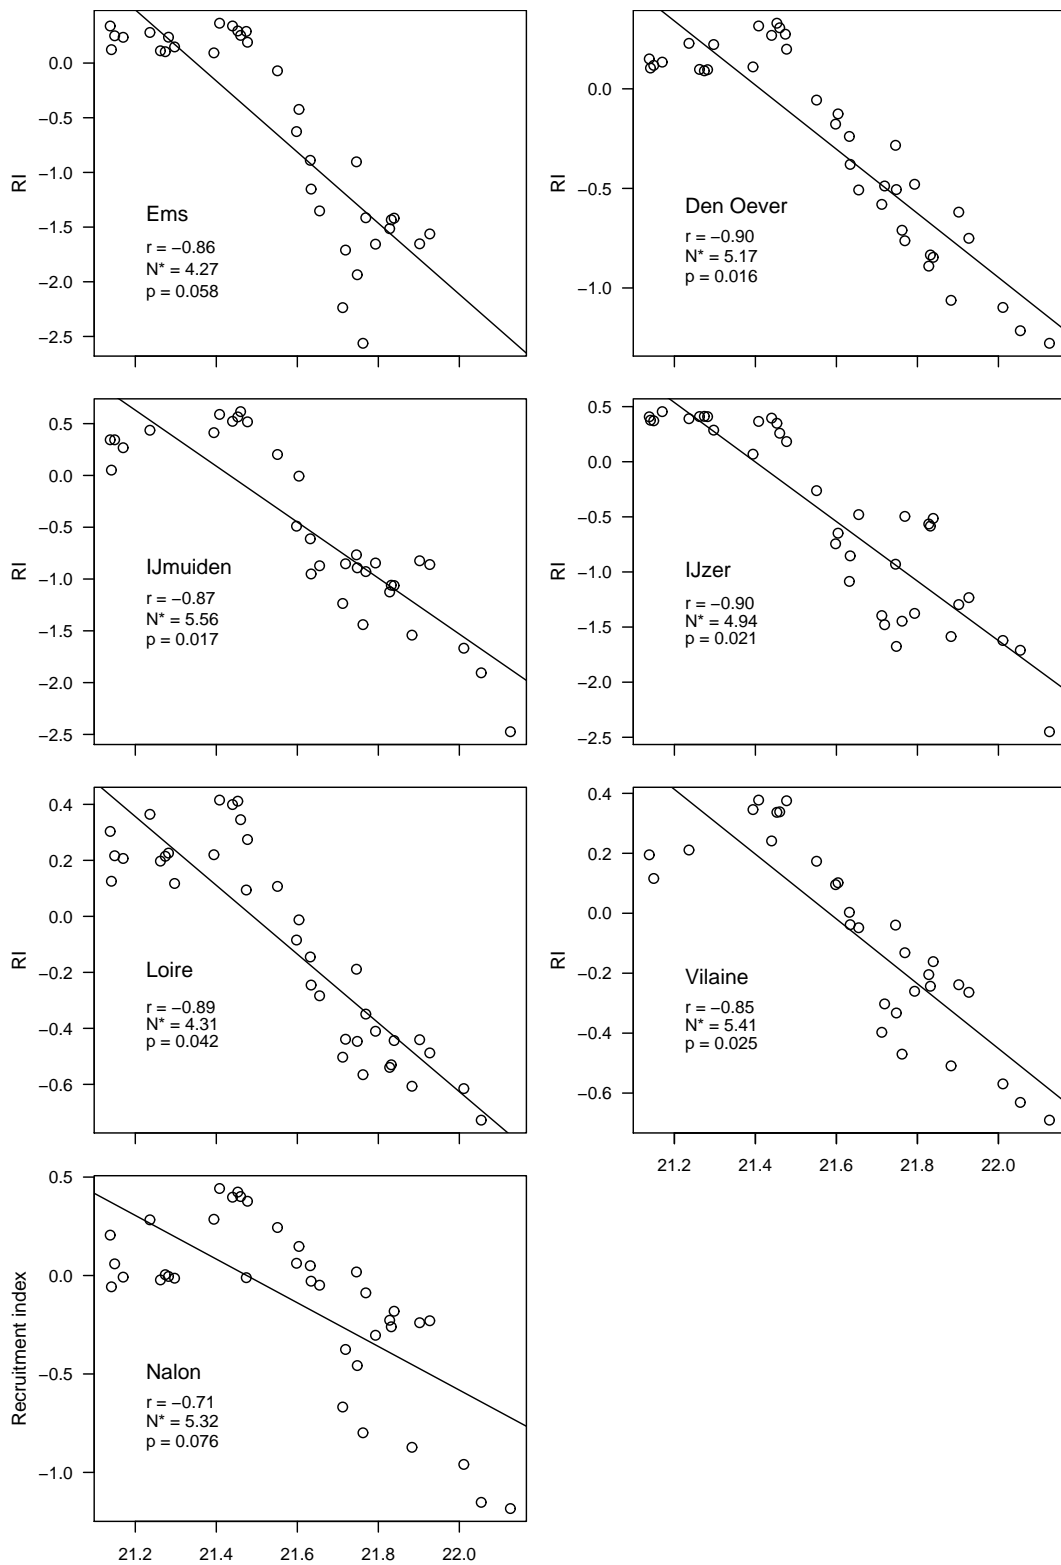 0.0
−0.5
−1.0
−1.5
−2.0
−2.5
RI
Ems
r = −0.86
N* = 4.27
p = 0.058
0.0
−0.5
−1.0
RI
Den Oever
r = −0.90
N* = 5.17
p = 0.016
0.5
0.0
−0.5
−1.0
−1.5
−2.0
−2.5
RI
IJmuiden
r = −0.87
N* = 5.56
p = 0.017
0.5
0.0
−0.5
−1.0
−1.5
−2.0
−2.5
RI
IJzer
r = −0.90
N* = 4.94
p = 0.021
0.4
0.2
0.0
−0.2
−0.4
−0.6
RI
Loire
r = −0.89
N* = 4.31
p = 0.042
0.4
0.2
0.0
−0.2
−0.4
−0.6
RI
Vilaine
r = −0.85
N* = 5.41
p = 0.025
21.2 21.4 21.6 21.8 22.0
0.5
0.0
−0.5
−1.0
Recruitment index
Nalon
r = −0.71
N* = 5.32
p = 0.076
21.2 21.4 21.6 21.8 22.0